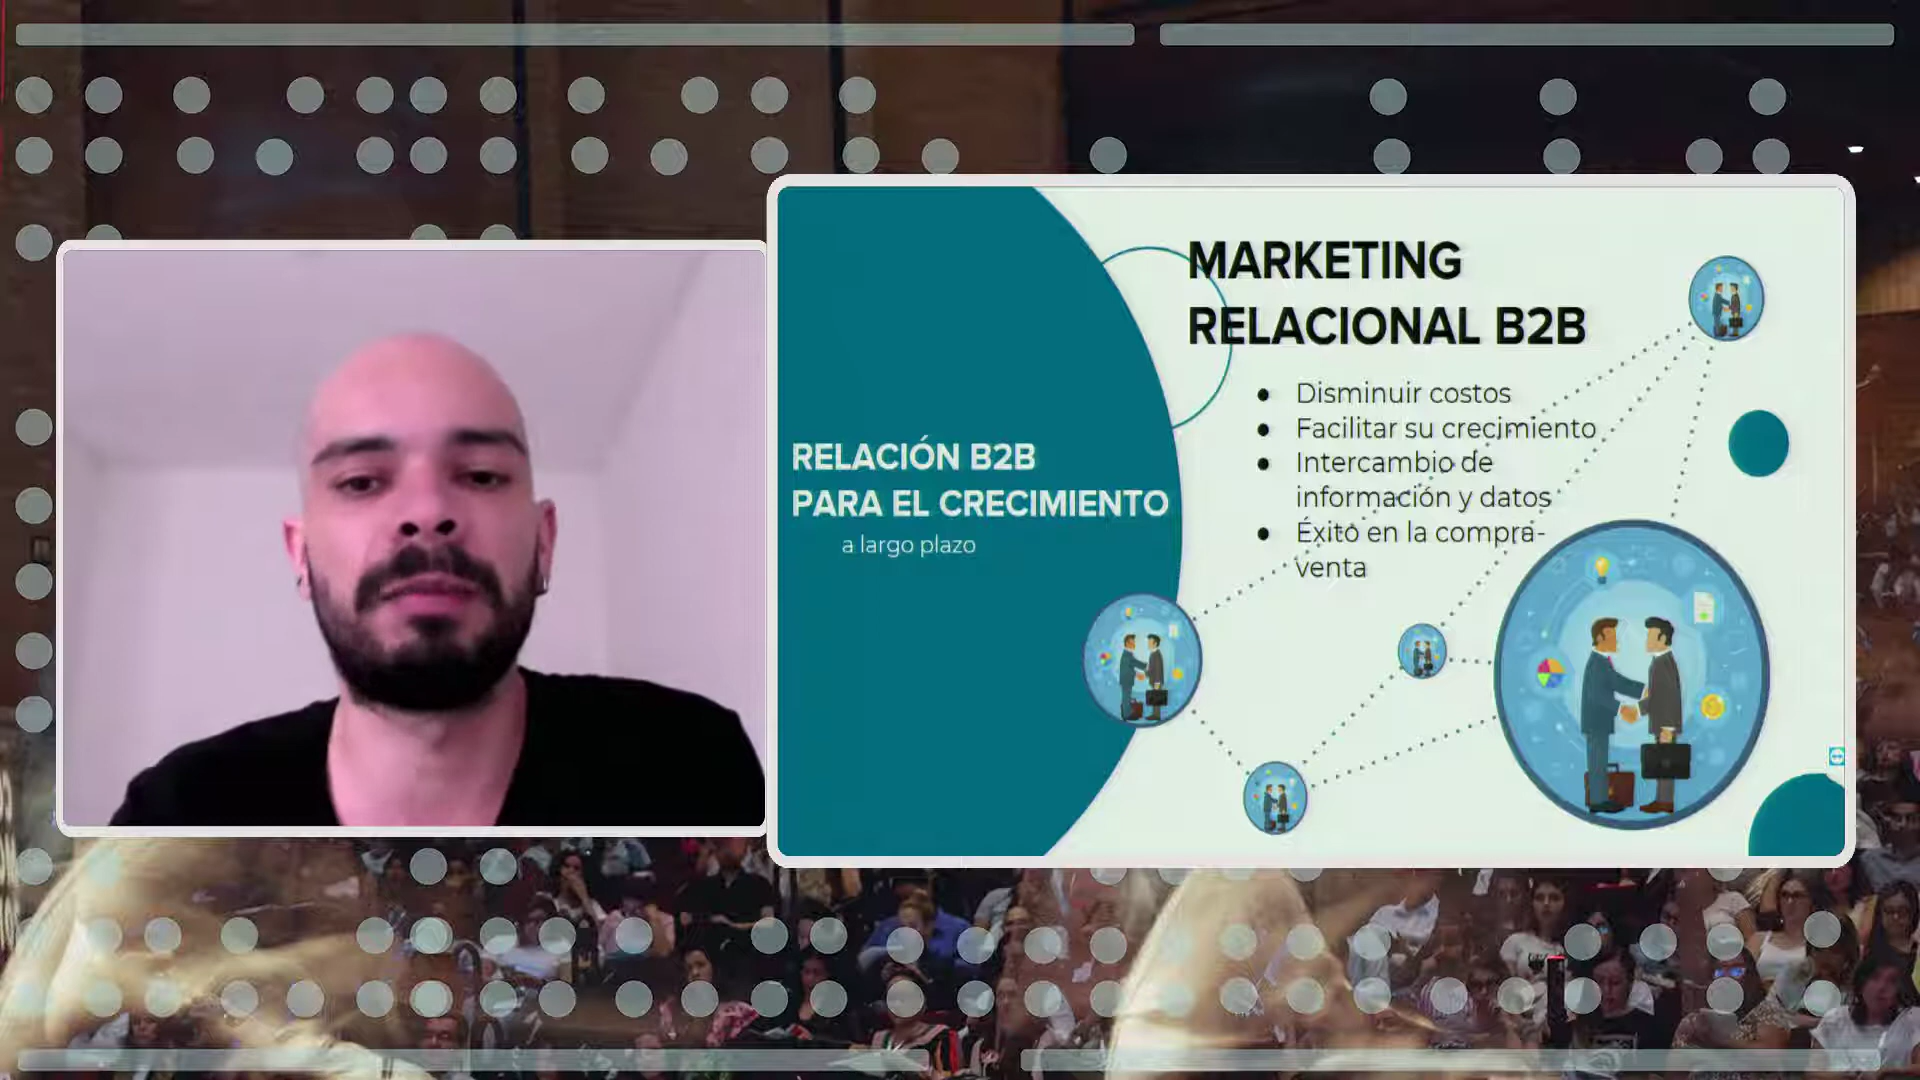 RELACIÓN B2B
PARA EL CRECIMIENTO
a largo plazo
MARKETING
RELACIONAL B2B
● Disminuir costos
● Facilitar su crecimiento
● Intercambio de
información y datos
● Éxito en la compra-
venta